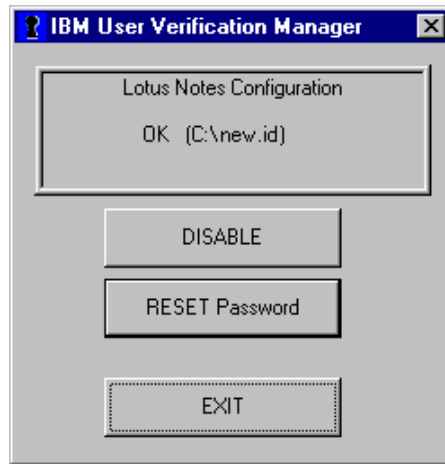 IBM User Verification Manager
Lotus Notes Configuration
OK (C:\new.id)
DISABLE
RESET Password
EXIT